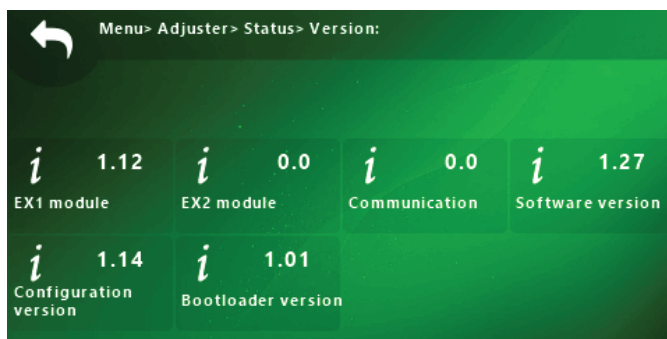 Menu> Adjuster> Status> Version:
i 1.12
EX1 module
i 0.0
EX2 module
i 0.0
Communication
i 1.27
Software version
i 1.14
Configuration
version
i 1.01
Bootloader version